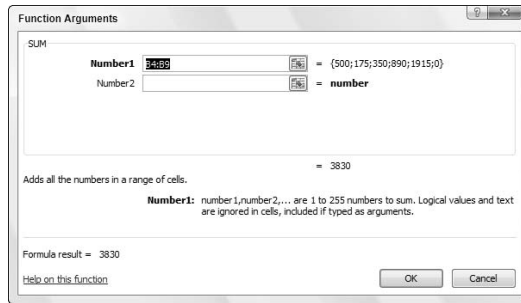 Function Arguments
SUM
Number1 B4:B9 = {500;175;350;890;1915;0}
Number2 = number
= 3830
Adds all the numbers in a range of cells.
Number1: number1,number2,... are 1 to 255 numbers to sum. Logical values and text
are ignored in cells, included if typed as arguments.
Formula result = 3830
Help on this function
OK Cancel